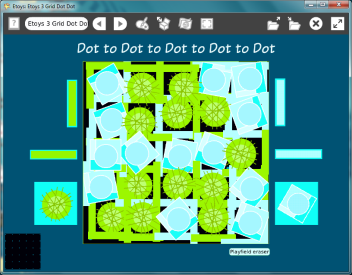 Etoys: Etoys 3 Grid Dot Dot
Etoys 3 Grid Dot Do
Dot to Dot to Dot to Dot to Dot
Playfield eraser